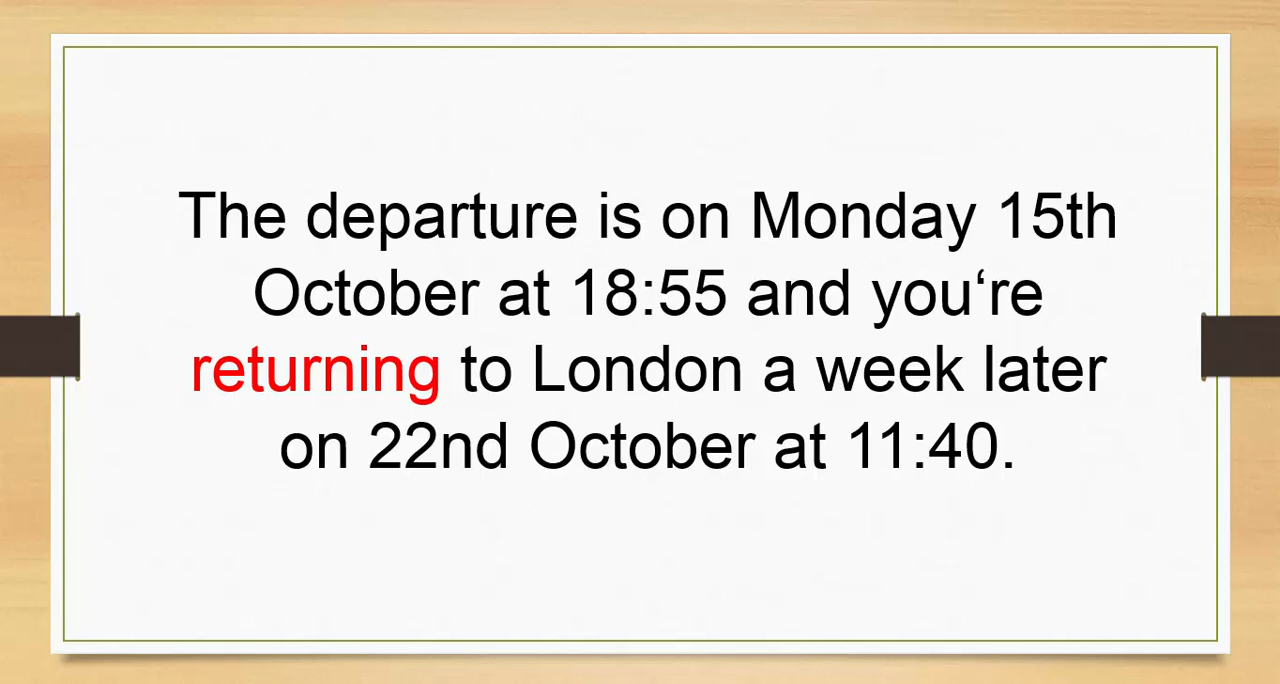 The departure is on Monday 15th
October at 18:55 and you‘re
returning to London a week later
on 22nd October at 11:40.